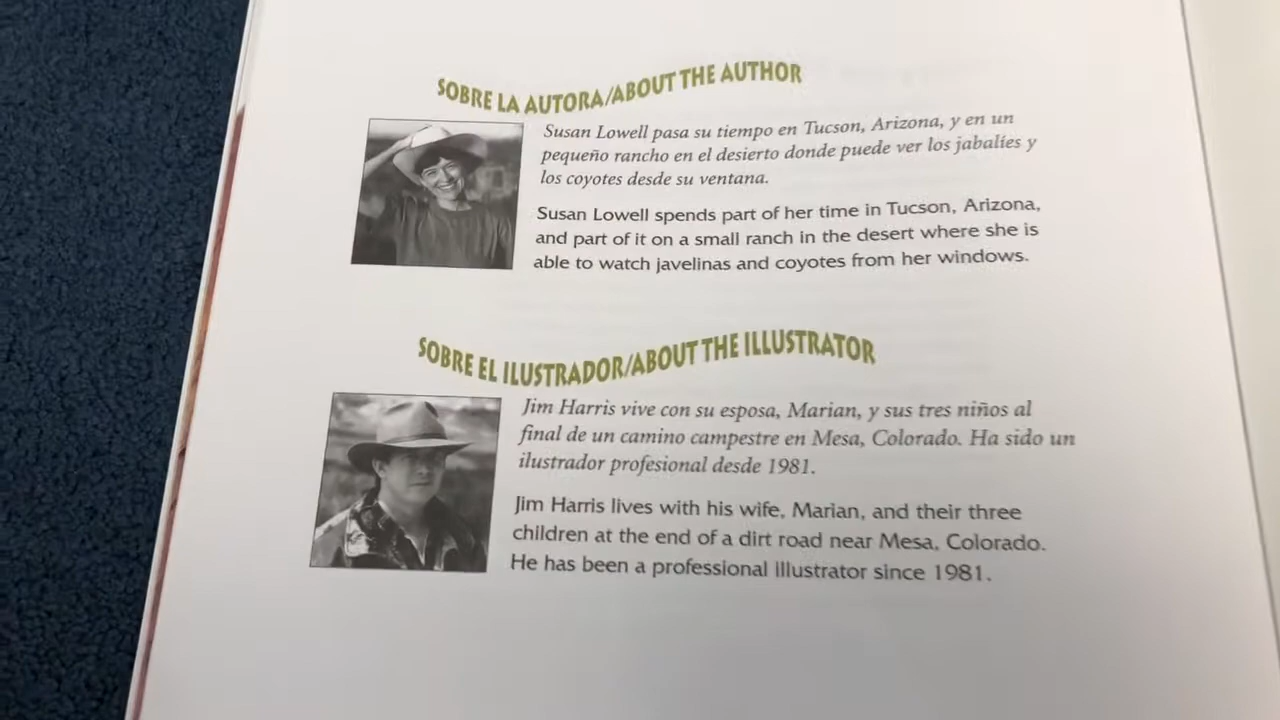 SOBRE LA AUTORA/ABOUT THE AUTHOR
Susan Lowell pasa su tiempo en Tucson, Arizona, y en un
pequeño rancho en el desierto donde puede ver los jabalíes y
los coyotes desde su ventana.
Susan Lowell spends part of her time in Tucson, Arizona,
and part of it on a small ranch in the desert where she is
able to watch javelinas and coyotes from her windows.
SOBRE EL ILUSTRADOR/ABOUT THE ILLUSTRATOR
Jim Harris vive con su esposa, Marian, y sus tres niños al
final de un camino campestre en Mesa, Colorado. Ha sido un
ilustrador profesional desde 1981.
Jim Harris lives with his wife, Marian, and their three
children at the end of a dirt road near Mesa, Colorado.
He has been a professional illustrator since 1981.